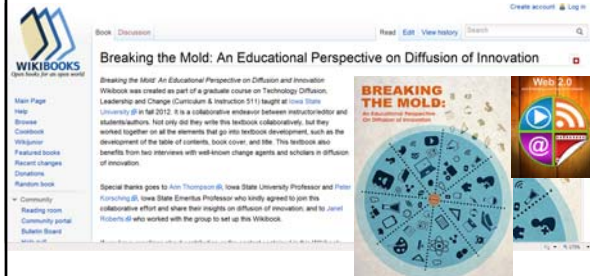 Create account Log in
WIKIBOOKS
Open books for an open world
Book Discussion
Read Edit View history Search
Breaking the Mold: An Educational Perspective on Diffusion of Innovation
Breaking the Mold: An Educational Perspective on Diffusion and Innovation
Wikibook was created as part of a graduate course on Technology Diffusion,
Leadership and Change (Curriculum & Instruction 511) taught at Iowa State
University in fall 2012. It is a collaborative endeavor between instructor/editor and
students/authors. Not only did they write this textbook collaboratively, but they
worked together on all the elements that go into textbook development, such as the
development of the table of contents, book cover, and title. This textbook also
benefits from two interviews with well-known change agents and scholars in diffusion
of innovation.
Special thanks goes to Ann Thompson, Iowa State University Professor and Peter
Korsching, Iowa State Emeritus Professor who kindly agreed to join this
collaborative effort and share their insights on diffusion of innovation; and to Janet
Roberts who worked with the group to set up this Wikibook.
Main Page
Help
Browse
Cookbook
Wikijunior
Featured books
Recent changes
Donations
Random book
Community
Reading room
Community portal
Bulletin Board
BREAKING
THE MOLD:
An Educational Perspective
On Diffusion of Innovation
Web 2.0
175%